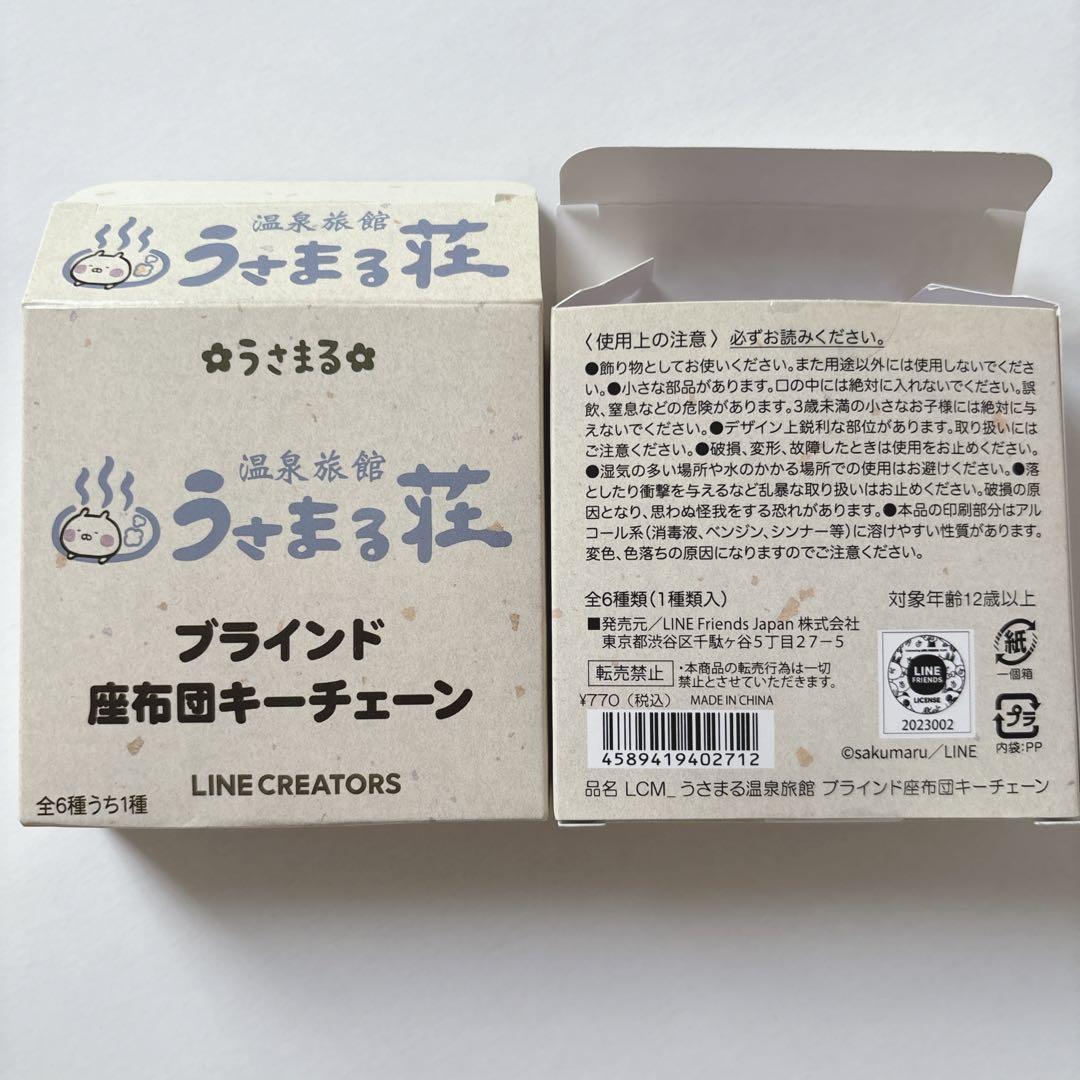 温泉旅館
うさまる荘
✿うさまる✿
温泉旅館
うさまる荘
ブラインド
座布団キーチェーン
LINE CREATORS
全6種うち1種
〈使用上の注意〉必ずお読みください。
●飾り物としてお使いください。また用途以外には使用しないでくださ
い。●小さな部品があります。口の中には絶対に入れないでください。誤
飲、窒息などの危険があります。3歳未満の小さなお子様には絶対に与
えないでください。●デザイン上鋭利な部位があります。取り扱いには
ご注意ください。●破損、変形、故障したときは使用をお止めください。
●湿気の多い場所や水のかかる場所での使用はお避けください。●落
としたり衝撃を与えるなど乱暴な取り扱いはお止めください。破損の原
因となり、思わぬ怪我をする恐れがあります。●本品の印刷部分はアル
コール系(消毒液、ベンジン、シンナー等)に溶けやすい性質があります。
変色、色落ちの原因になりますのでご注意ください。
全6種類(1種類入)
対象年齢12歳以上
■発売元/LINE Friends Japan 株式会社
東京都渋谷区千駄ヶ谷5丁目27-5
転売禁止
・本商品の転売行為は一切
禁止とさせていただきます。
¥770(税込) MADE IN CHINA
4589419402712
LINE
FRIENDS
LICENSE
2023002
紙
一個箱
プラ
内袋:PP
©sakumaru/LINE
品名 LCM_うさまる温泉旅館 ブラインド座布団キーチェーン